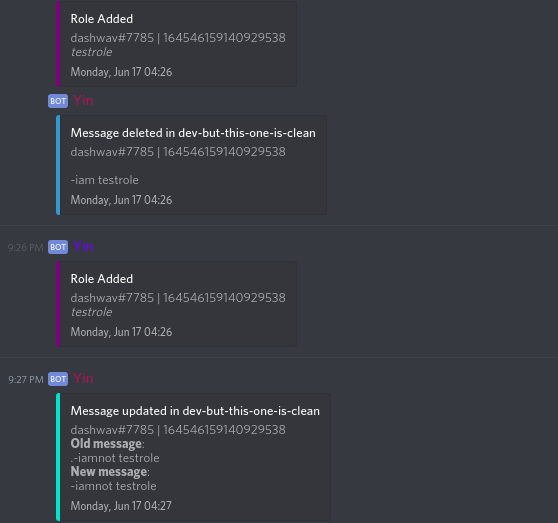 Role Added
dashwav#7785 | 164546159140929538
testrole
Monday, Jun 17 04:26
BOT Yin
Message deleted in dev-but-this-one-is-clean
dashwav#7785 | 164546159140929538
-iam testrole
Monday, Jun 17 04:26
9:26 PM BOT Yin
Role Added
dashwav#7785 | 164546159140929538
testrole
Monday, Jun 17 04:26
9:27 PM BOT Yin
Message updated in dev-but-this-one-is-clean
dashwav#7785 | 164546159140929538
Old message:
.-iamnot testrole
New message:
-iamnot testrole
Monday, Jun 17 04:27